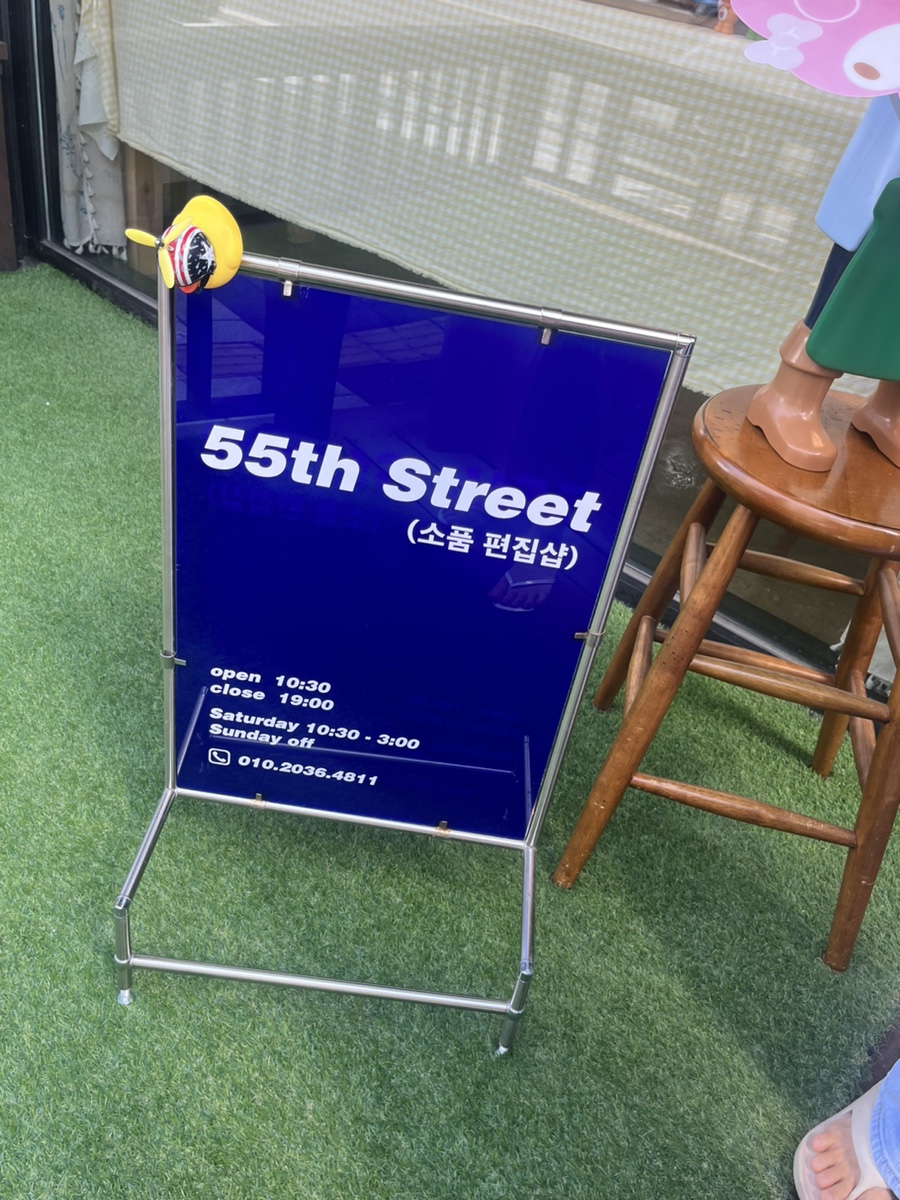 55th Street
(소품 편집샵)
open 10:30
close 19:00
Saturday 10:30 - 3:00
Sunday off
010.2036.4811